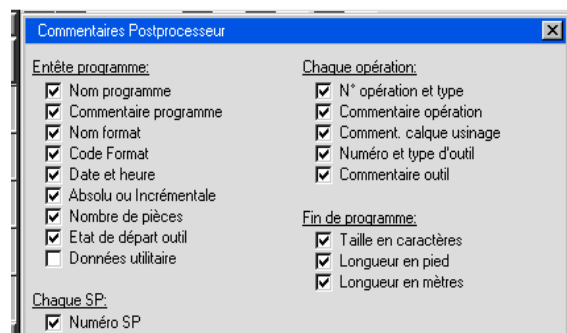 Commentaires Postprocesseur
Entête programme:
Nom programme
Commentaire programme
Nom format
Code Format
Date et heure
Absolu ou Incrémentale
Nombre de pièces
Etat de départ outil
Données utilitaire
Chaque SP:
Numéro SP
Chaque opération:
N° opération et type
Commentaire opération
Comment. calque usinage
Numéro et type d'outil
Commentaire outil
Fin de programme:
Taille en caractères
Longueur en pied
Longueur en mètres